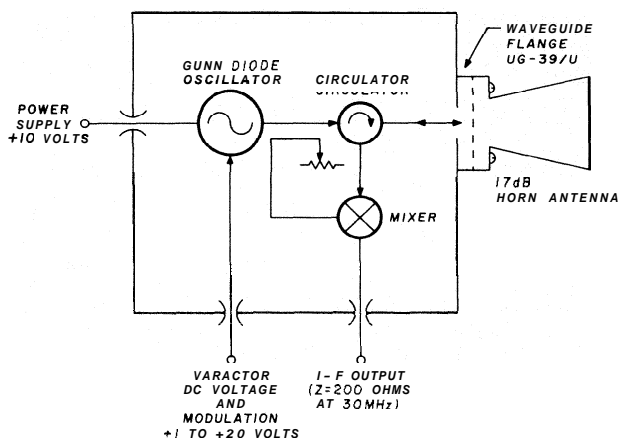 WAVEGUIDE
FLANGE
UG-39/U
GUNN DIODE
OSCILLATOR
CIRCULATOR
POWER
SUPPLY
+10 VOLTS
17dB
HORN ANTENNA
MIXER
VARACTOR
DC VOLTAGE
AND
MODULATION
+1 TO +20 VOLTS
I-F OUTPUT
(Z=200 OHMS
AT 30MHz)